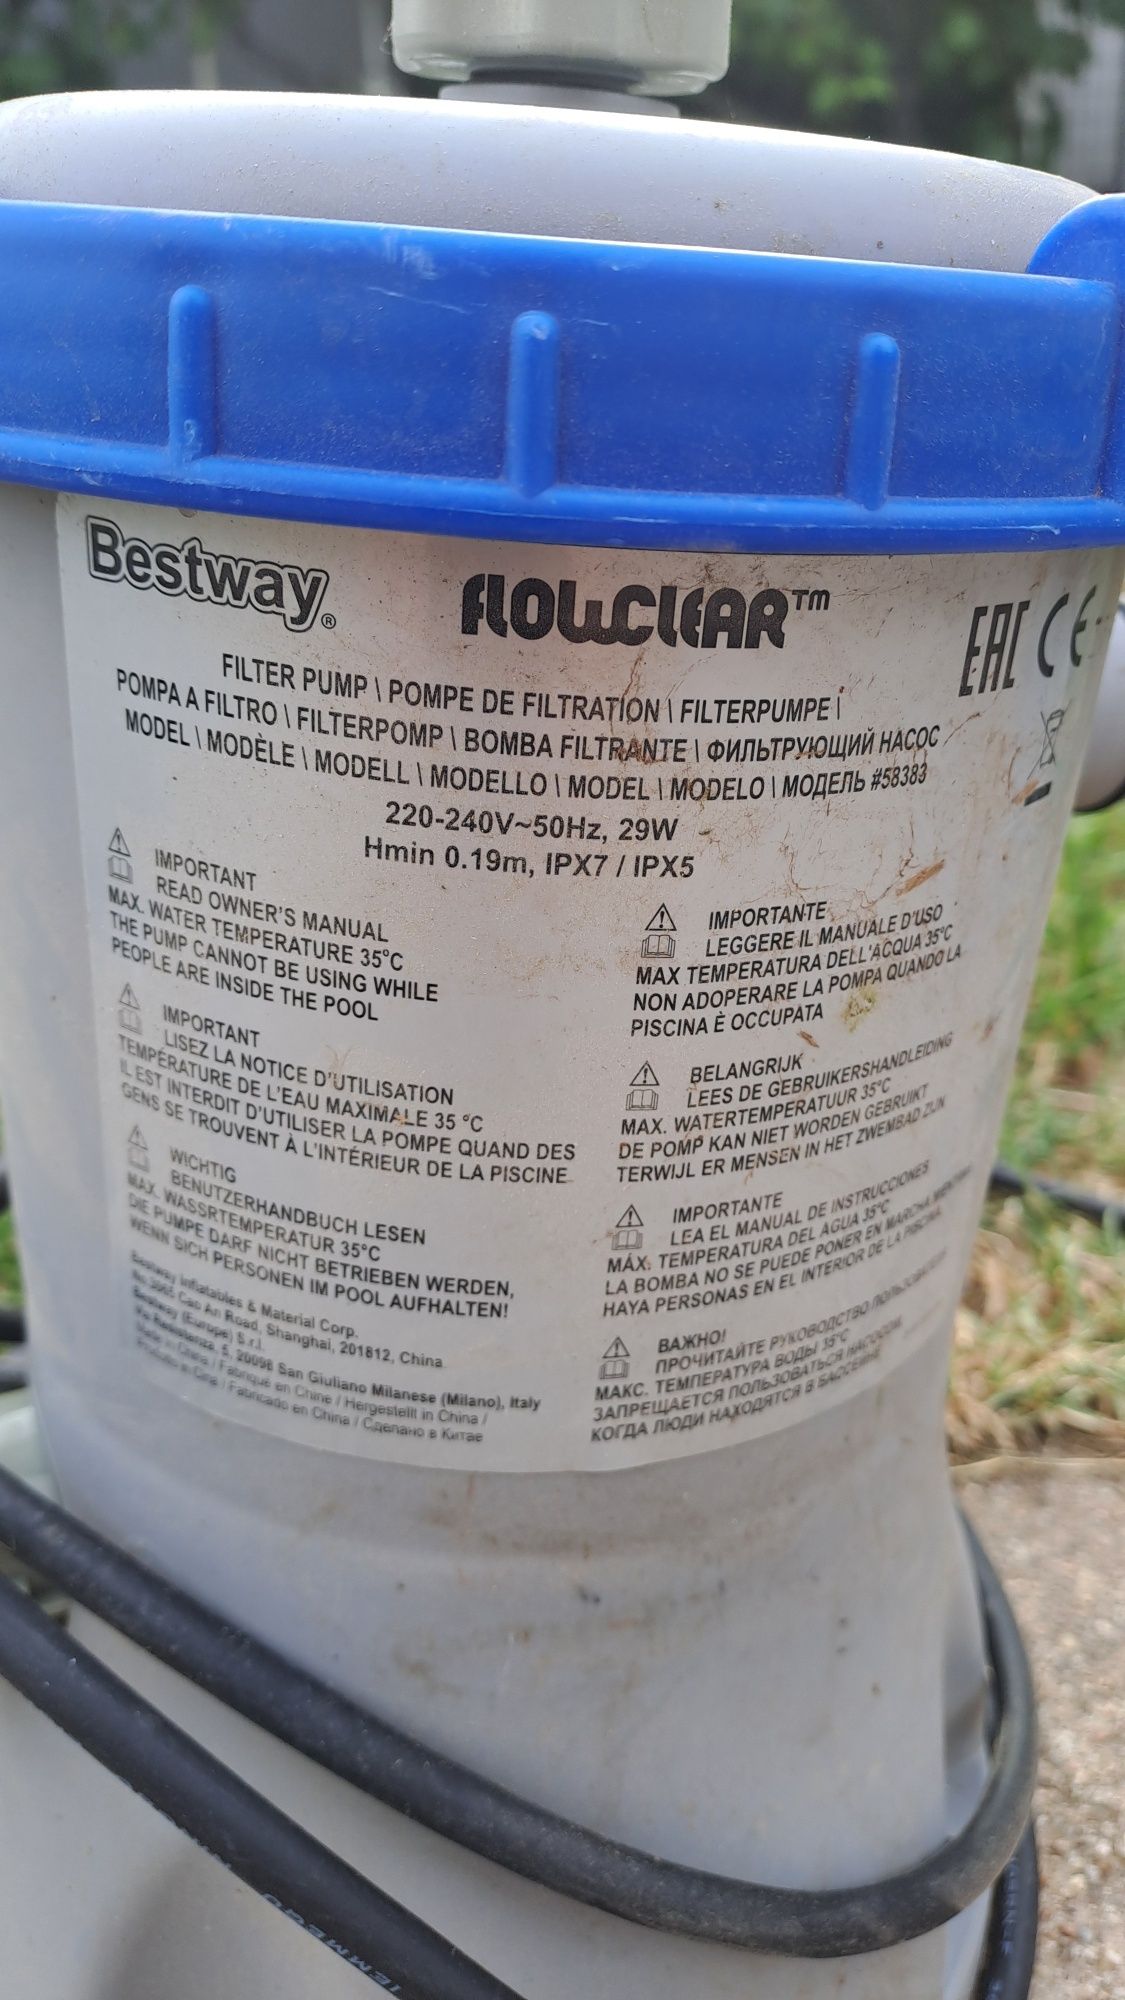 Bestway®
FLOWCLEAR™
EAC CE
FILTER PUMP \ POMPE DE FILTRATION \ FILTERPUMPE \
POMPA A FILTRO \ FILTERPOMP \ BOMBA FILTRANTE \ ФИЛЬТРУЮЩИЙ НАСОС
MODEL \ MODÈLE \ MODELL \ MODELLO \ MODEL \ MODELO \ МОДЕЛЬ #58383
220-240V~50Hz, 29W
Hmin 0.19m, IPX7 / IPX5
IMPORTANT
READ OWNER'S MANUAL
MAX. WATER TEMPERATURE 35°C
THE PUMP CANNOT BE USING WHILE
PEOPLE ARE INSIDE THE POOL
IMPORTANT
LISEZ LA NOTICE D'UTILISATION
TEMPÉRATURE DE L'EAU MAXIMALE 35 °C
IL EST INTERDIT D'UTILISER LA POMPE QUAND DES
GENS SE TROUVENT À L'INTÉRIEUR DE LA PISCINE
WICHTIG
BENUTZERHANDBUCH LESEN
MAX. WASSRTEMPERATUR 35°C
DIE PUMPE DARF NICHT BETRIEBEN WERDEN,
WENN SICH PERSONEN IM POOL AUFHALTEN!
Bestway Inflatables & Material Corp.
No.3065 Cao An Road, Shanghai, 201812, China
Bestway (Europe) S.r.l.
Via Resistenza, 5, 20098 San Giuliano Milanese (Milano), Italy
Made in China / Fabriqué en Chine / Hergestellt in China /
Prodotto in Cina / Fabricado en China / Сделано в Китае
IMPORTANTE
LEGGERE IL MANUALE D'USO
MAX TEMPERATURA DELL'ACQUA 35°C
NON ADOPERARE LA POMPA QUANDO LA
PISCINA È OCCUPATA
BELANGRIJK
LEES DE GEBRUIKERSHANDLEIDING
MAX. WATERTEMPERATUUR 35°C
DE POMP KAN NIET WORDEN GEBRUIKT
TERWIJL ER MENSEN IN HET ZWEMBAD ZIJN
IMPORTANTE
LEA EL MANUAL DE INSTRUCCIONES
MÁX. TEMPERATURA DEL AGUA 35°C
LA BOMBA NO SE PUEDE PONER EN MARCHA MIENTRAS
HAYA PERSONAS EN EL INTERIOR DE LA PISCINA
ВАЖНО!
ПРОЧИТАЙТЕ РУКОВОДСТВО ПОЛЬЗОВАТЕЛЯ
МАКС. ТЕМПЕРАТУРА ВОДЫ 35°C
ЗАПРЕЩАЕТСЯ ПОЛЬЗОВАТЬСЯ НАСОСОМ,
КОГДА ЛЮДИ НАХОДЯТСЯ В БАССЕЙНЕ